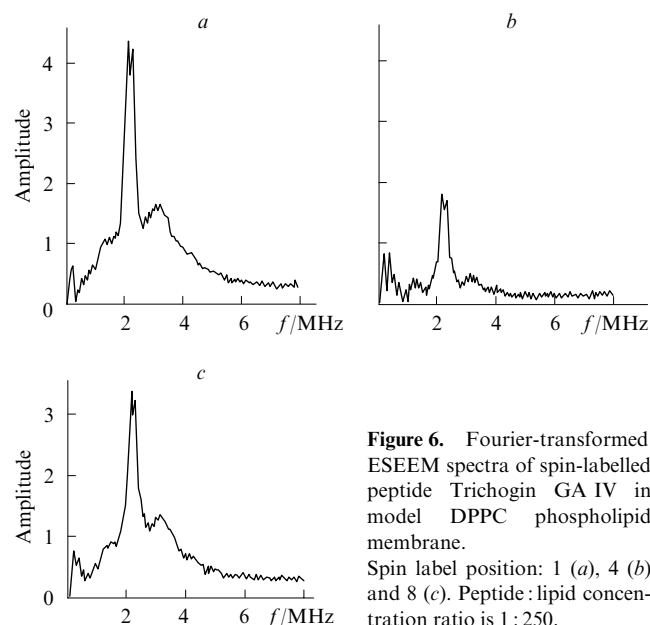 a
b
4
3
2
1
0
Amplitude
2
4
6
f/MHz
2
4
6
f/MHz
c
3
2
1
0
Amplitude
2
4
6
f/MHz
Figure 6. Fourier-transformed
ESEEM spectra of spin-labelled
peptide Trichogin GA IV in
model DPPC phospholipid
membrane.
Spin label position: 1 (a), 4 (b)
and 8 (c). Peptide : lipid concen-
tration ratio is 1 : 250.